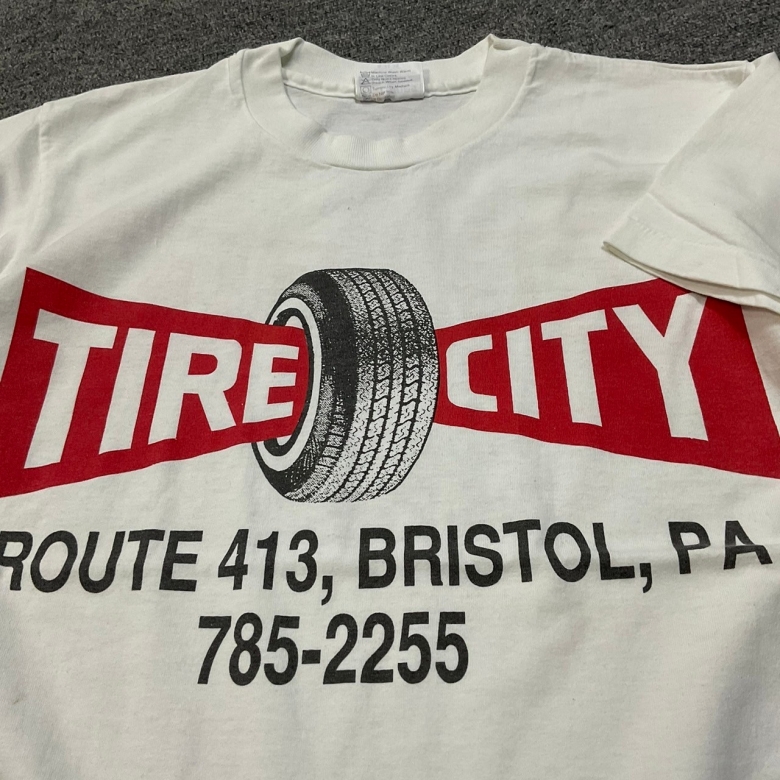 TIRE CITY
ROUTE 413, BRISTOL, PA
785-2255